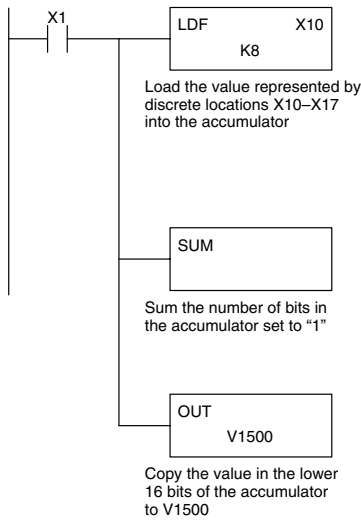 X1
LDF X10
K8
Load the value represented by
discrete locations X10–X17
into the accumulator
SUM
Sum the number of bits in
the accumulator set to “1”
OUT
V1500
Copy the value in the lower
16 bits of the accumulator
to V1500